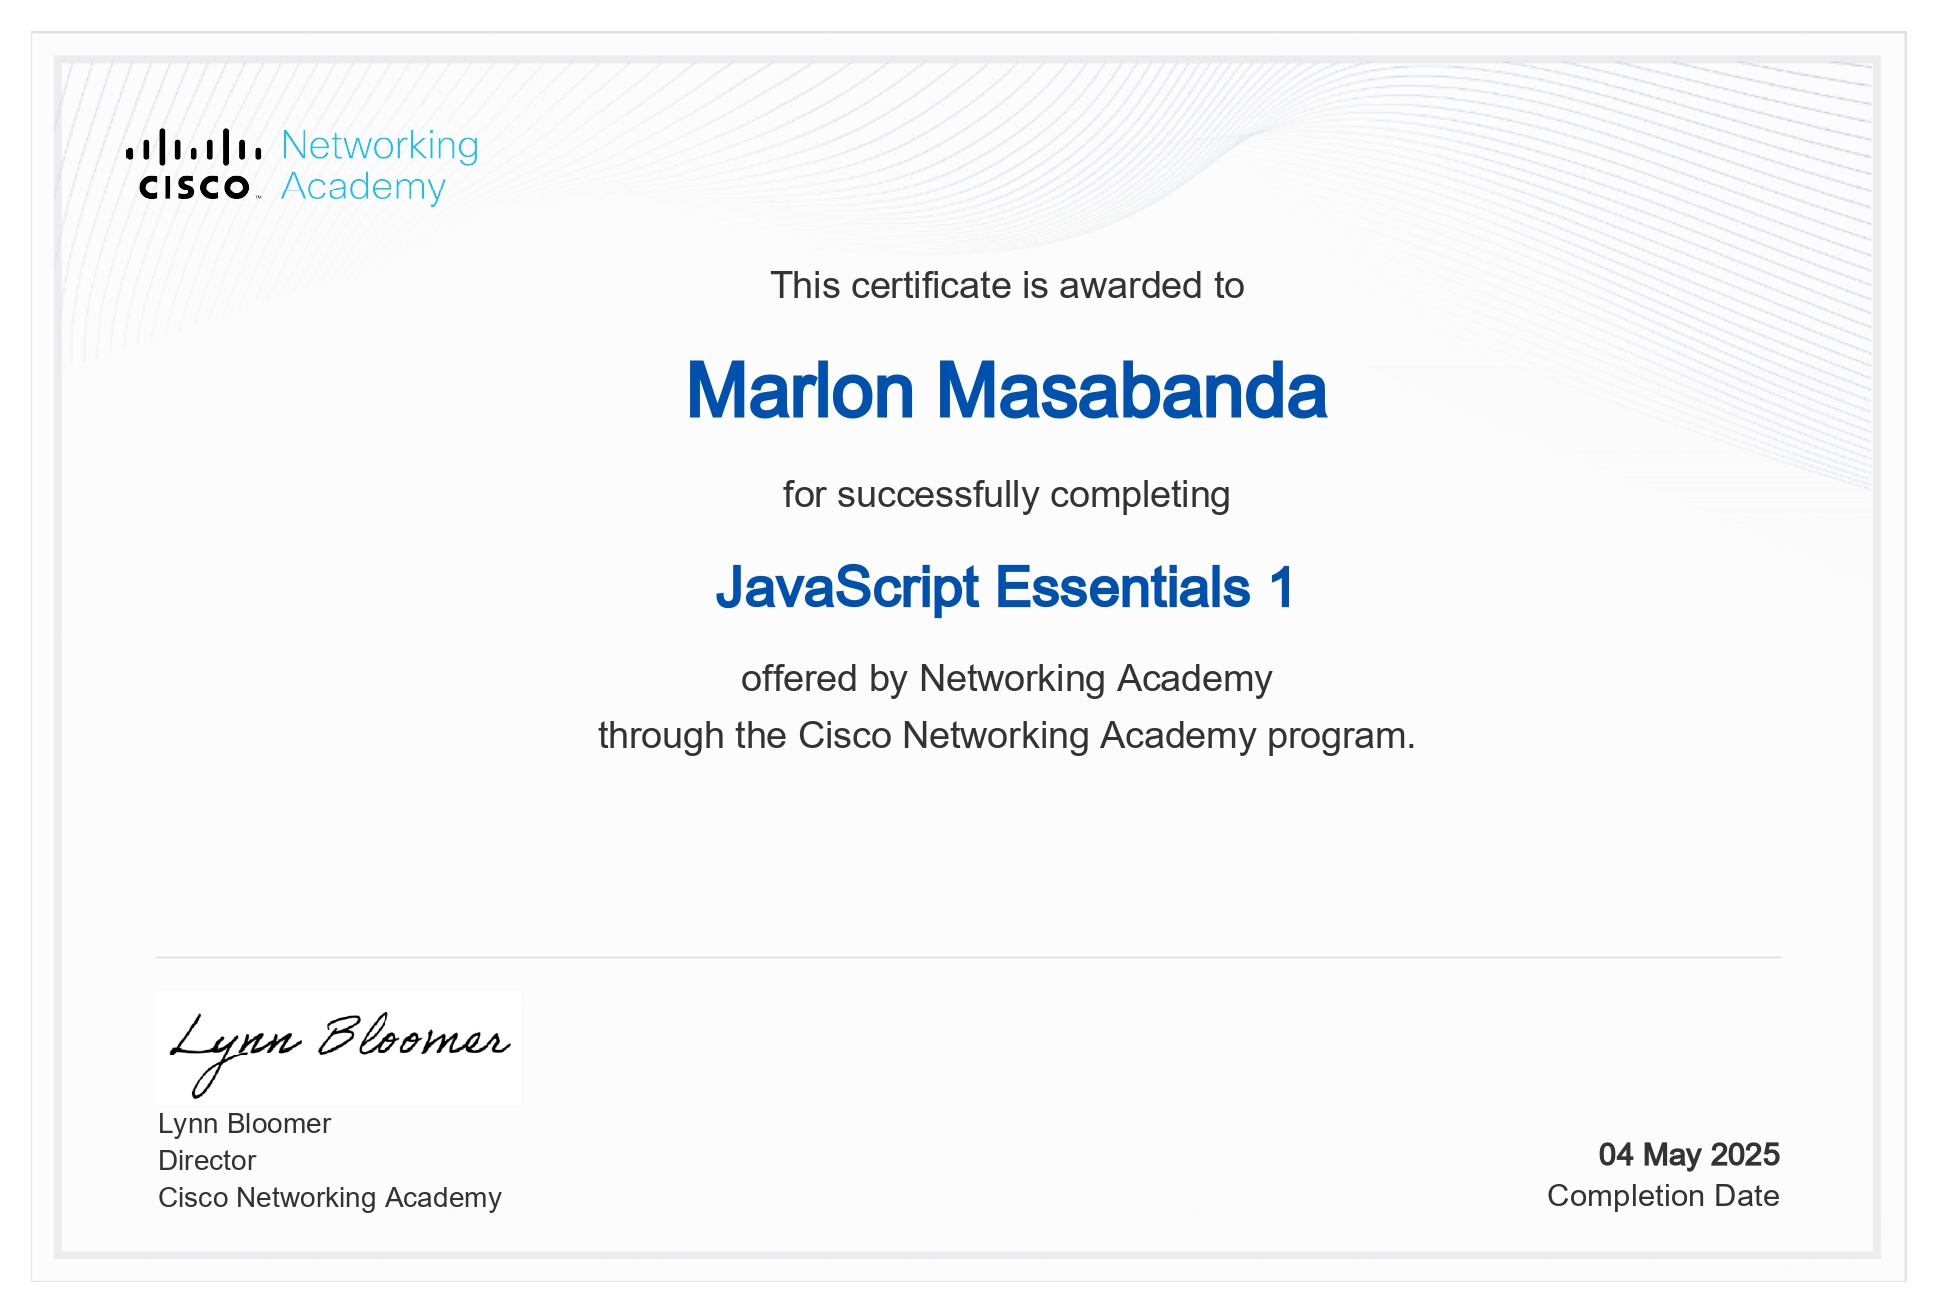 Networking
CISCO™ Academy
This certificate is awarded to
Marlon Masabanda
for successfully completing
JavaScript Essentials 1
offered by Networking Academy
through the Cisco Networking Academy program.
Lynn Bloomer
Lynn Bloomer
Director
Cisco Networking Academy
04 May 2025
Completion Date